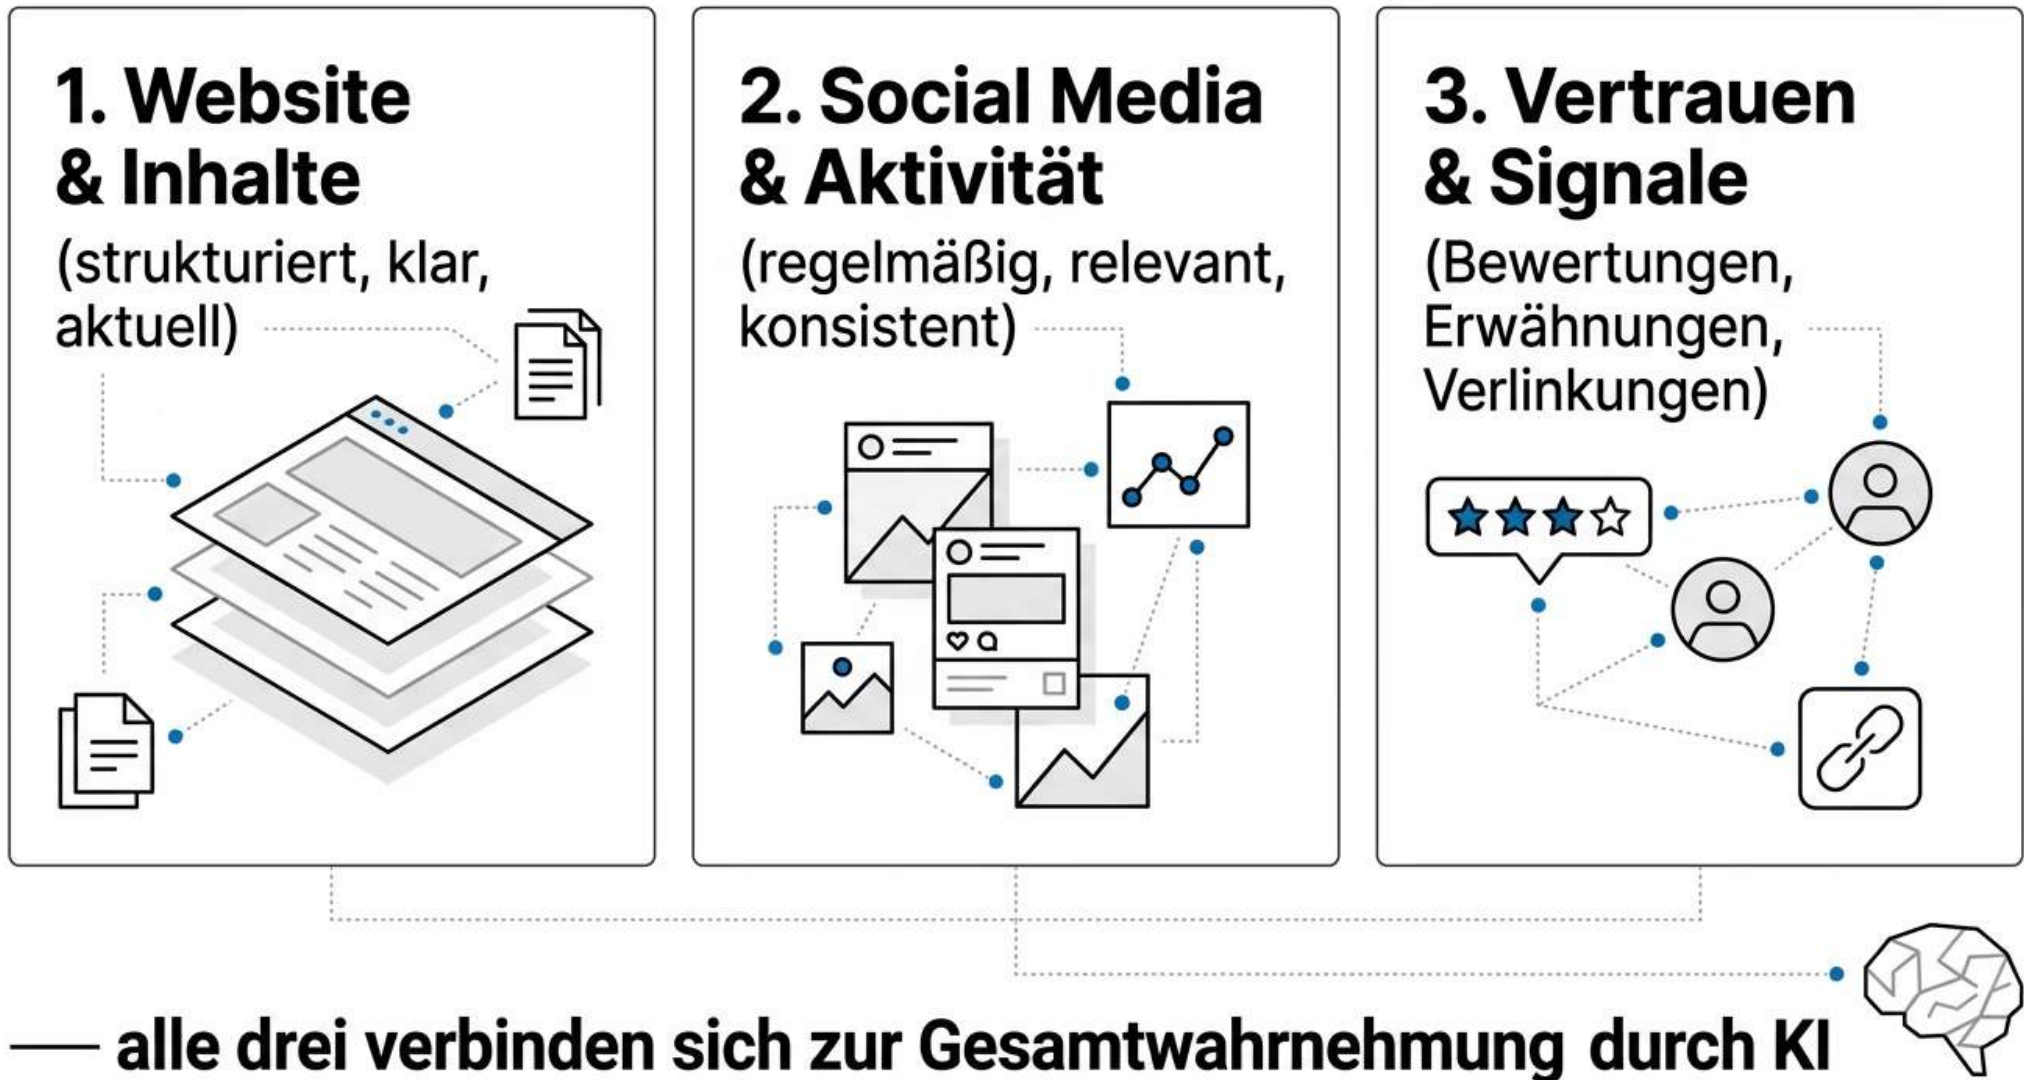 1. Website
& Inhalte
(strukturiert, klar,
aktuell)
2. Social Media
& Aktivität
(regelmäßig, relevant,
konsistent)
3. Vertrauen
& Signale
(Bewertungen,
Erwähnungen,
Verlinkungen)
— alle drei verbinden sich zur Gesamtwahrnehmung durch KI